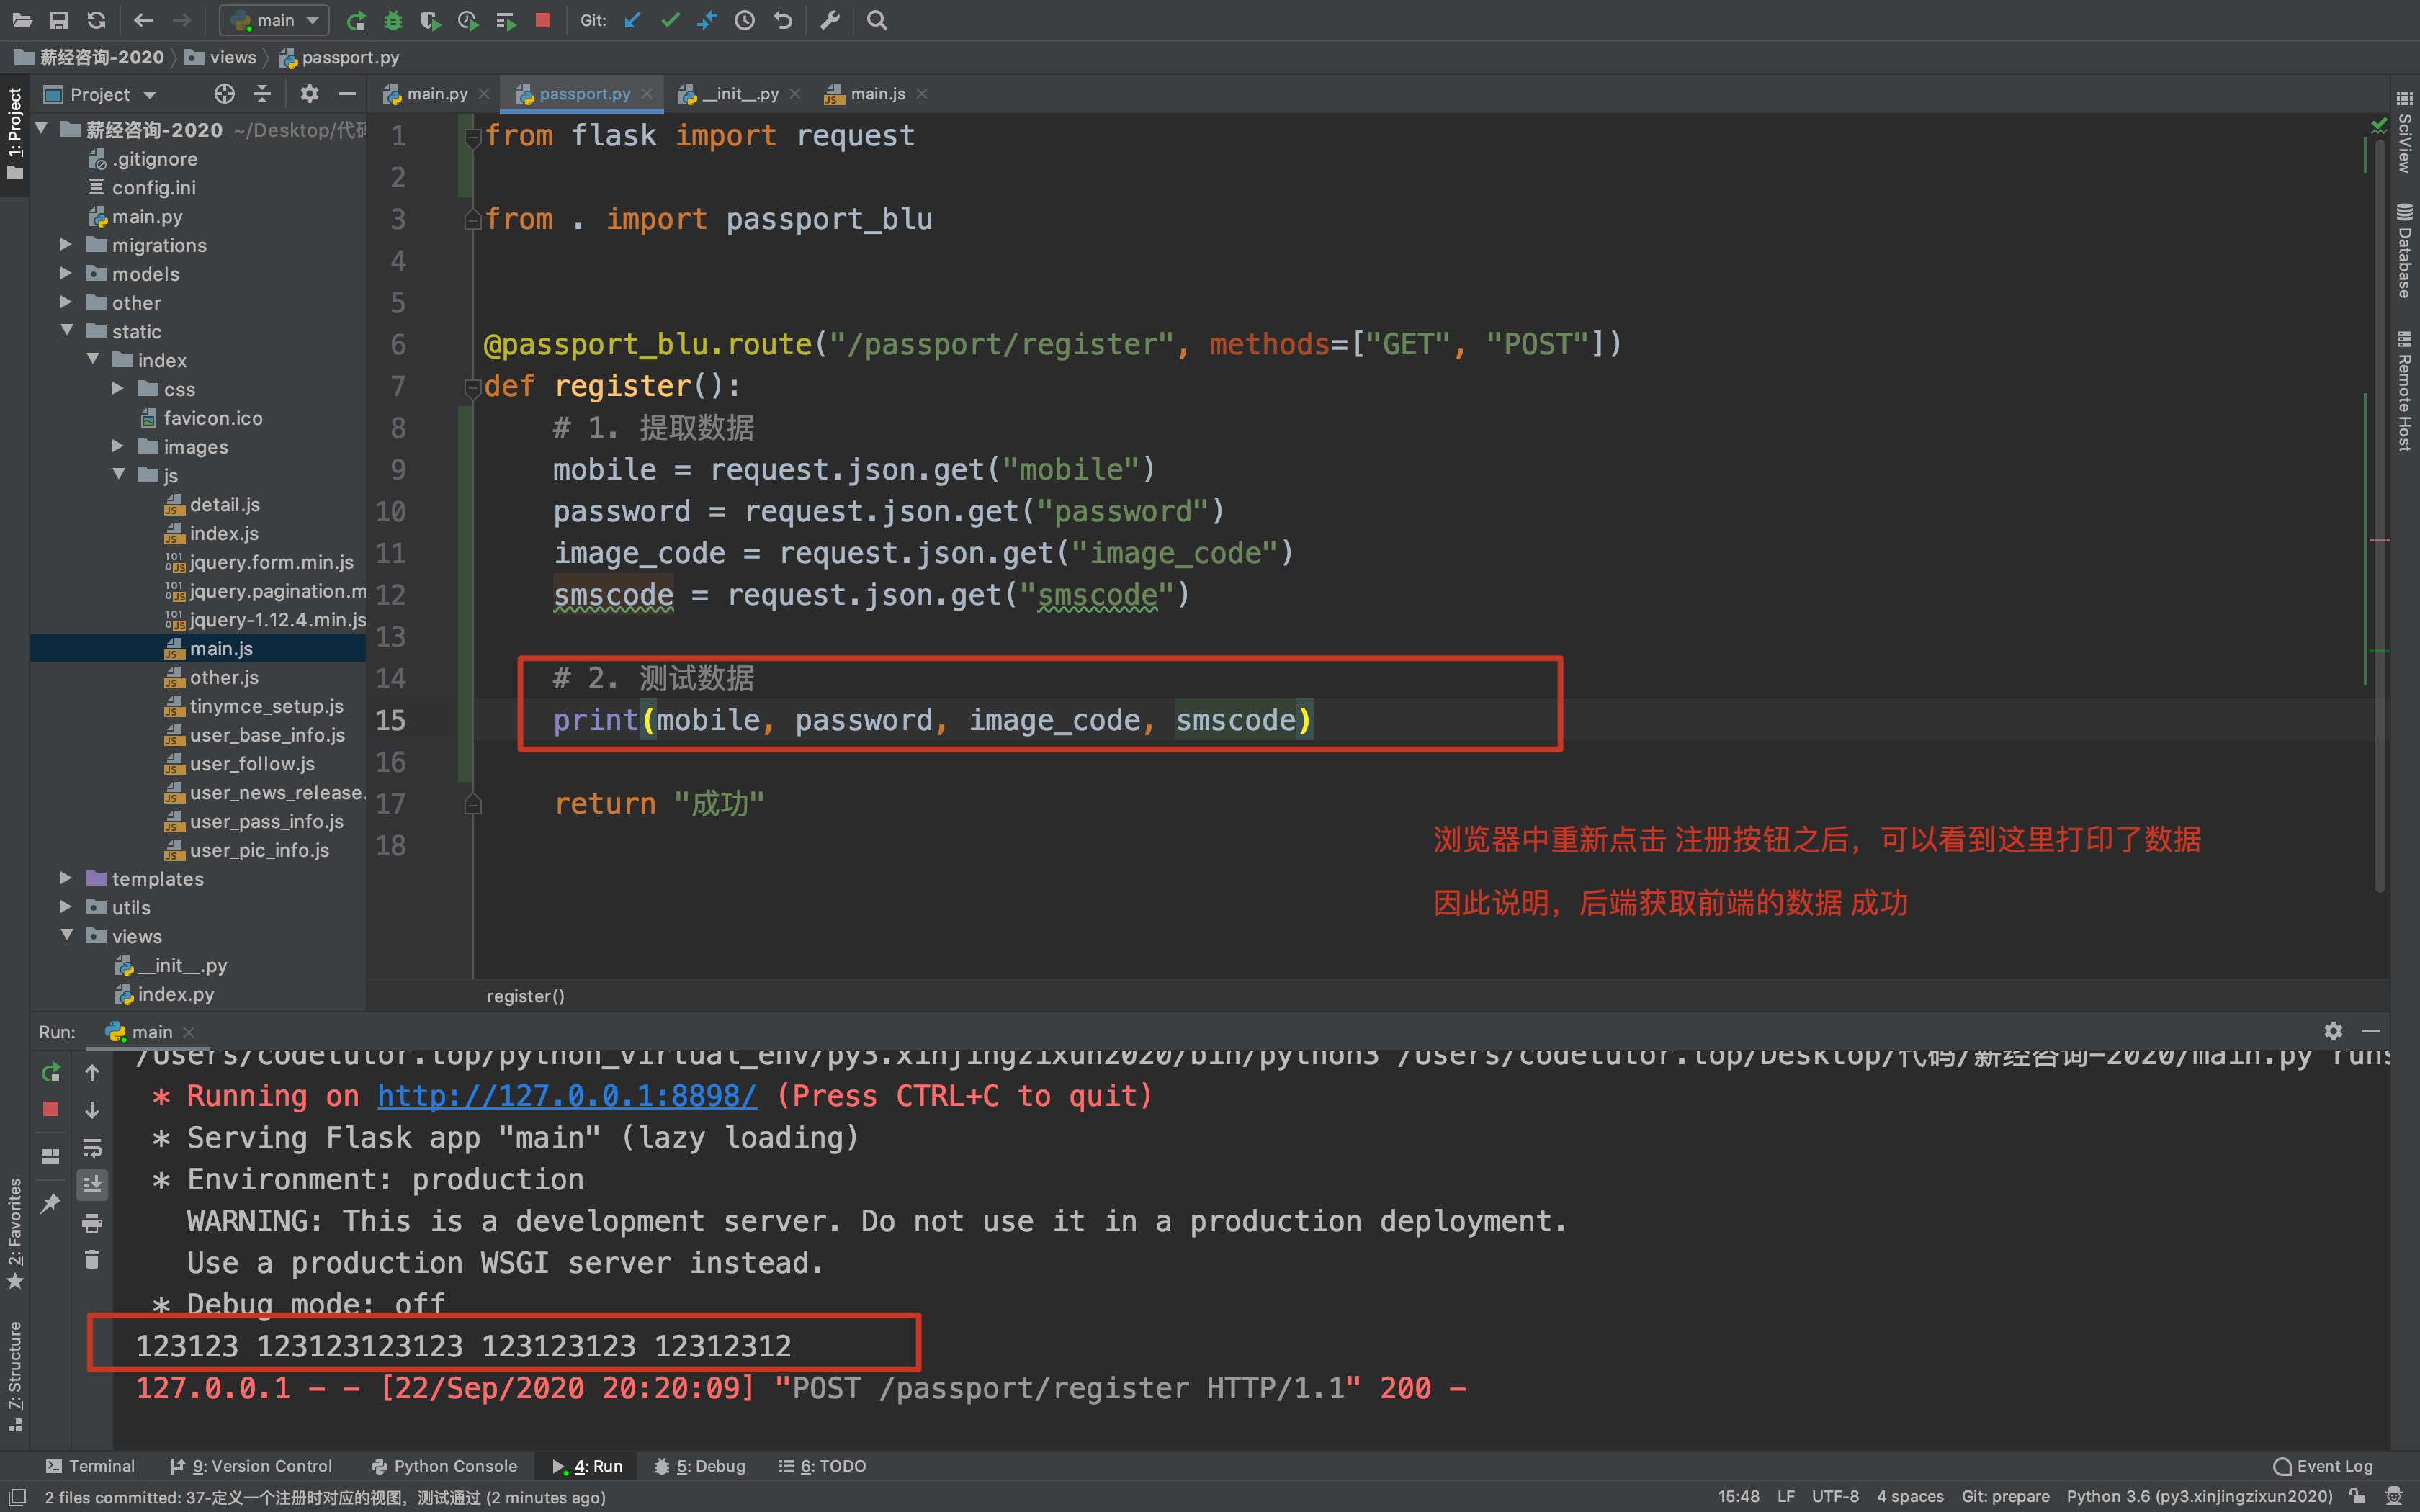 main
Git:
薪经咨询-2020 views passport.py
1: Project
Project
main.py passport.py __init__.py main.js
薪经咨询-2020 ~/Desktop/代码
.gitignore
config.ini
main.py
migrations
models
other
static
index
css
favicon.ico
images
js
detail.js
index.js
jquery.form.min.js
jquery.pagination.m
jquery-1.12.4.min.js
main.js
other.js
tinymce_setup.js
user_base_info.js
user_follow.js
user_news_release.
user_pass_info.js
user_pic_info.js
templates
utils
views
__init__.py
index.py
1 from flask import request
2
3 from . import passport_blu
4
5
6 @passport_blu.route("/passport/register", methods=["GET", "POST"])
7 def register():
8 # 1. 提取数据
9 mobile = request.json.get("mobile")
10 password = request.json.get("password")
11 image_code = request.json.get("image_code")
12 smscode = request.json.get("smscode")
13
14 # 2. 测试数据
15 print(mobile, password, image_code, smscode)
16
17 return "成功"
18
浏览器中重新点击 注册按钮之后，可以看到这里打印了数据
因此说明，后端获取前端的数据 成功
register()
SciView
Database
Remote Host
Run: main
/Users/codetutor.top/python_virtual_env/py3.xinjingzixun2020/bin/python3 /Users/codetutor.top/Desktop/代码/薪经咨询-2020/main.py runs
* Running on http://127.0.0.1:8898/ (Press CTRL+C to quit)
* Serving Flask app "main" (lazy loading)
* Environment: production
WARNING: This is a development server. Do not use it in a production deployment.
Use a production WSGI server instead.
* Debug mode: off
123123 123123123123 123123123 12312312
127.0.0.1 - - [22/Sep/2020 20:20:09] "POST /passport/register HTTP/1.1" 200 -
2: Favorites
7: Structure
Terminal 9: Version Control Python Console 4: Run 5: Debug 6: TODO Event Log
2 files committed: 37-定义一个注册时对应的视图，测试通过 (2 minutes ago) 15:48 LF UTF-8 4 spaces Git: prepare Python 3.6 (py3.xinjingzixun2020)